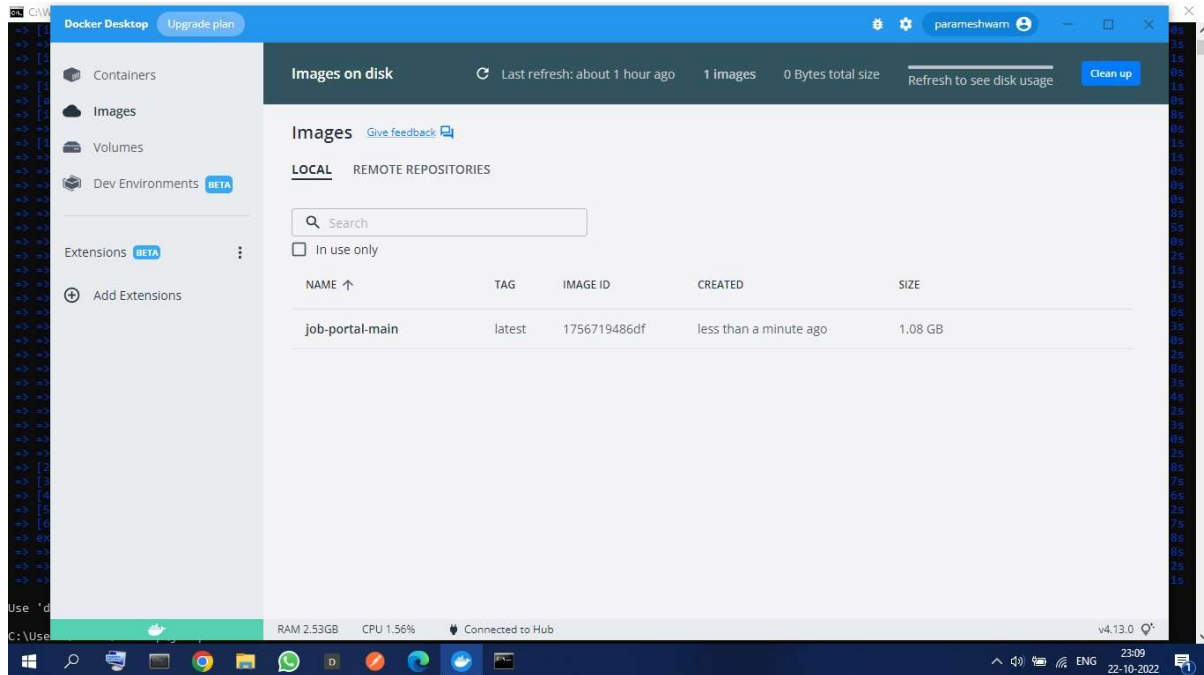 C:\W
Docker Desktop Upgrade plan
parameshwarn
Containers
Images
Volumes
Dev Environments BETA
Extensions BETA
Add Extensions
Images on disk
Last refresh: about 1 hour ago
1 images
0 Bytes total size
Refresh to see disk usage
Clean up
Images Give feedback
LOCAL REMOTE REPOSITORIES
Search
In use only
NAME TAG IMAGE ID CREATED SIZE
job-portal-main latest 1756719486df less than a minute ago 1.08 GB
Use 'd
C:\Use
RAM 2.53GB CPU 1.56% Connected to Hub
v4.13.0
ENG
23:09
22-10-2022